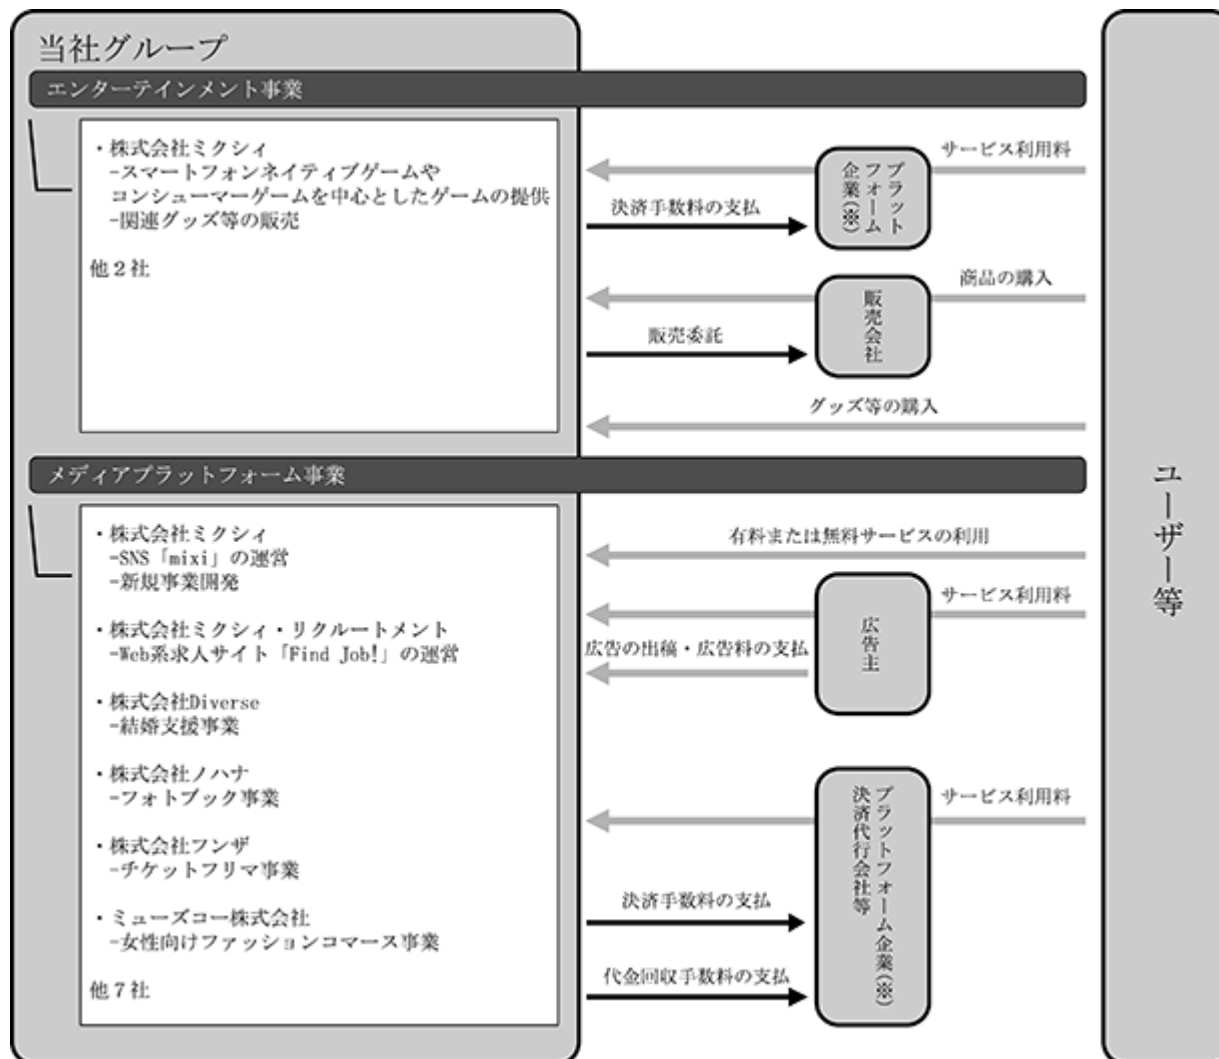 当社グループ
エンターテインメント事業
・株式会社ミクシィ
-スマートフォンネイティブゲームや
コンシューマーゲームを中心としたゲームの提供
-関連グッズ等の販売
他２社
サービス利用料
プラット
フォーム
企業(※)
決済手数料の支払
商品の購入
販売会社
販売委託
グッズ等の購入
メディアプラットフォーム事業
・株式会社ミクシィ
-SNS「mixi」の運営
-新規事業開発
・株式会社ミクシィ・リクルートメント
-Web系求人サイト「Find Job!」の運営
・株式会社Diverse
-結婚支援事業
・株式会社ノハナ
-フォトブック事業
・株式会社フンザ
-チケットフリマ事業
・ミューズコー株式会社
-女性向けファッションコマース事業
他７社
有料または無料サービスの利用
サービス利用料
広告主
広告の出稿・広告料の支払
サービス利用料
プラットフォーム企業(※)
決済代行会社等
決済手数料の支払
代金回収手数料の支払
ユーザー等